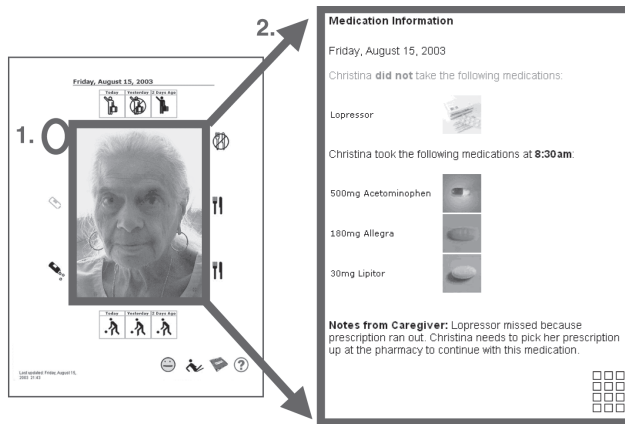 2.
Medication Information
Friday, August 15, 2003
Christina did not take the following medications:
Lopressor
Christina took the following medications at 8:30am:
500mg Acetominophen
180mg Allegra
30mg Lipitor
Notes from Caregiver: Lopressor missed because
prescription ran out. Christina needs to pick her prescription
up at the pharmacy to continue with this medication.
Friday, August 15, 2003
Today Yesterday 2 Days Ago
1.
Today Yesterday 2 Days Ago
?
Last updated: Friday, August 15,
2003 21:43